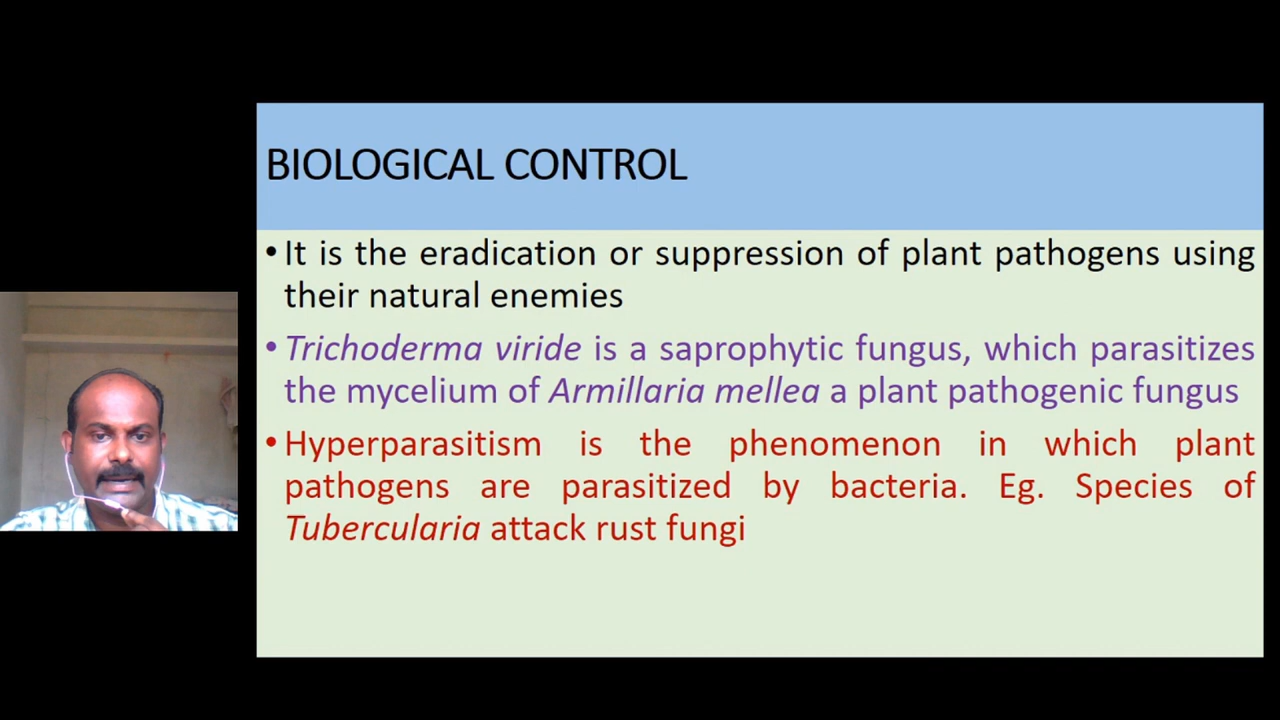 BIOLOGICAL CONTROL
• It is the eradication or suppression of plant pathogens using
their natural enemies
• Trichoderma viride is a saprophytic fungus, which parasitizes
the mycelium of Armillaria mellea a plant pathogenic fungus
• Hyperparasitism is the phenomenon in which plant
pathogens are parasitized by bacteria. Eg. Species of
Tubercularia attack rust fungi